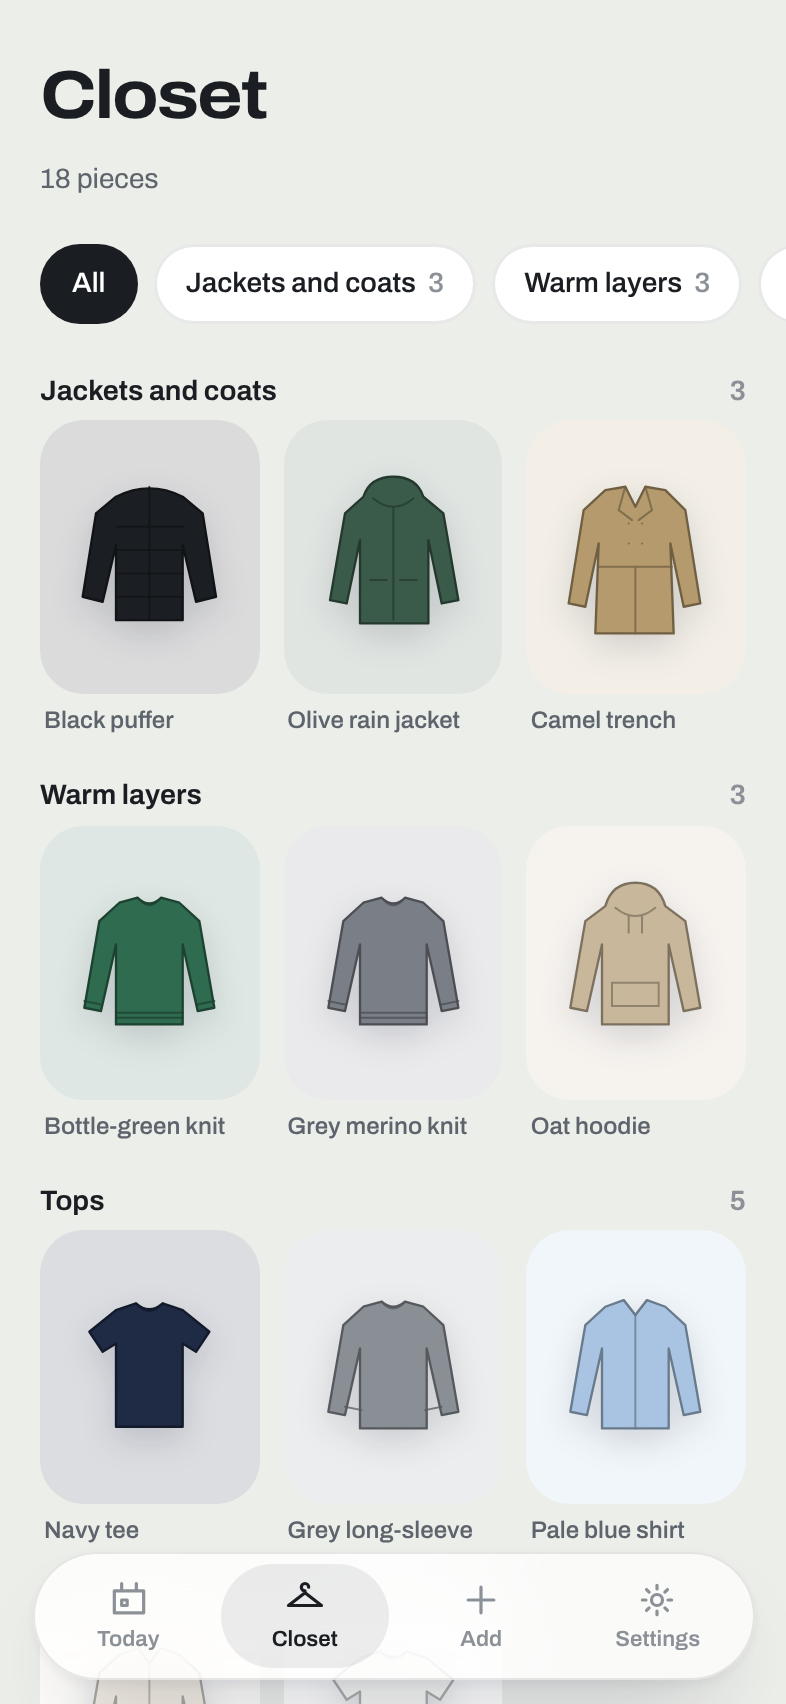 Closet
18 pieces
All
Jackets and coats 3
Warm layers 3
Jackets and coats 3
Black puffer
Olive rain jacket
Camel trench
Warm layers 3
Bottle-green knit
Grey merino knit
Oat hoodie
Tops 5
Navy tee
Grey long-sleeve
Pale blue shirt
Today
Closet
Add
Settings